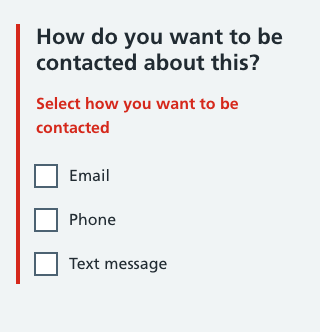 How do you want to be
contacted about this?
Select how you want to be
contacted
Email
Phone
Text message